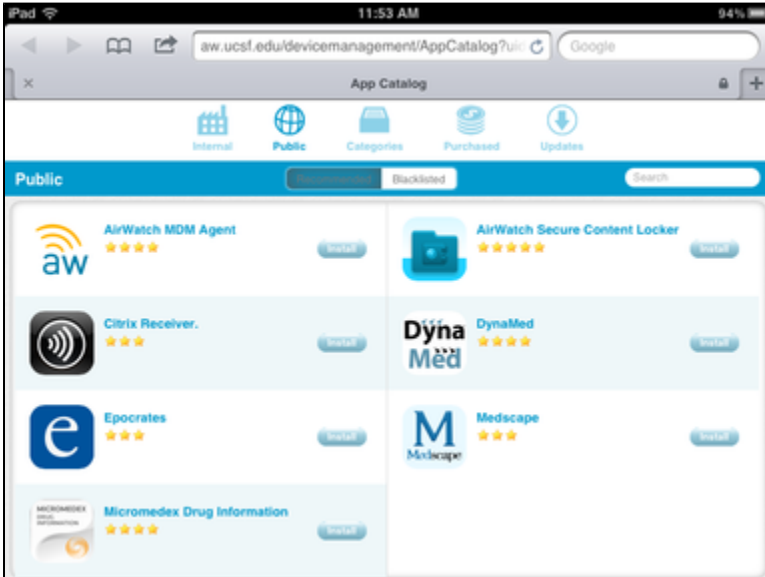 iPad 11:53 AM 94%
aw.ucsf.edu/devicemanagement/AppCatalog?uid Google
App Catalog
Internal Public Categories Purchased Updates
Public Recommended Blacklisted Search
aw AirWatch MDM Agent Install
AirWatch Secure Content Locker Install
Citrix Receiver. Install
Dyna Med DynaMed Install
e Epocrates Install
M Medscape Medscape Install
MICROMEDEX DRUG INFORMATION Micromedex Drug Information Install